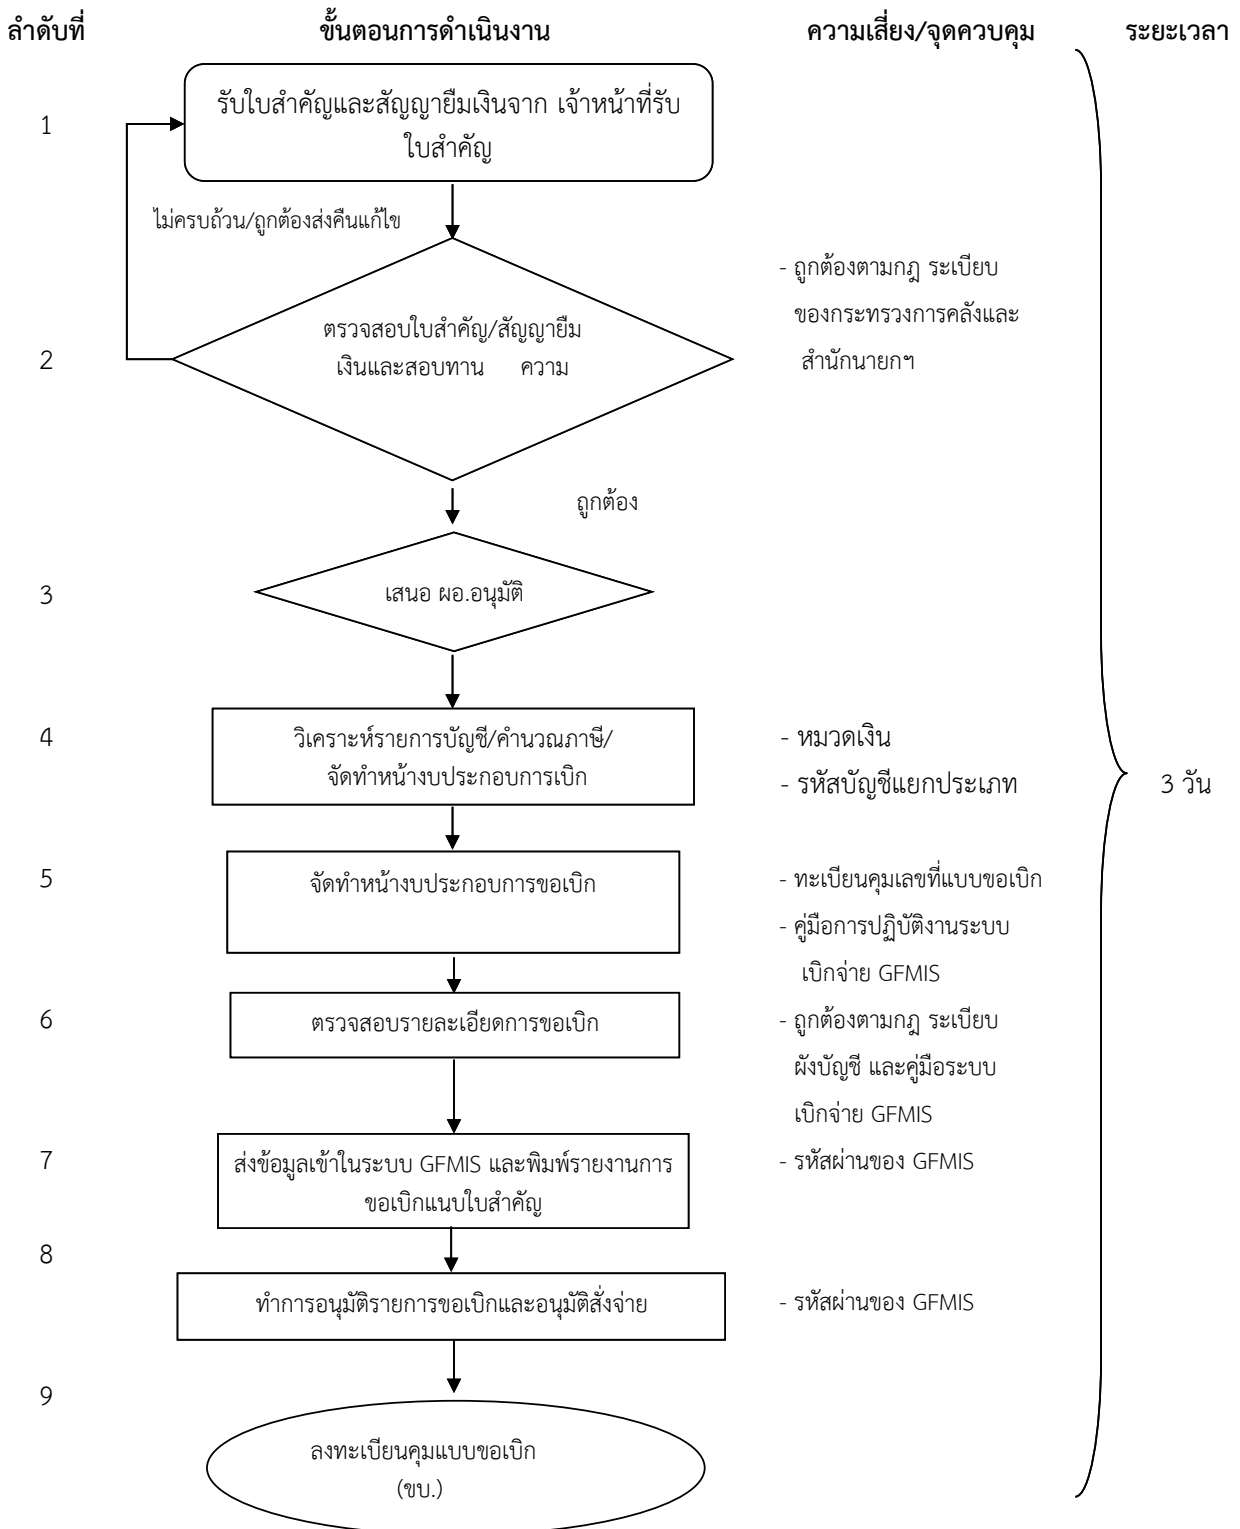 ลำดับที่ ขั้นตอนการดำเนินงาน ความเสี่ยง/จุดควบคุม ระยะเวลา
1
รับใบสำคัญและสัญญายืมเงินจาก เจ้าหน้าที่รับ
ใบสำคัญ
ไม่ครบถ้วน/ถูกต้องส่งคืนแก้ไข
2
ตรวจสอบใบสำคัญ/สัญญายืม
เงินและสอบทาน ความ
- ถูกต้องตามกฎ ระเบียบ
ของกระทรวงการคลังและ
สำนักนายกฯ
ถูกต้อง
3
เสนอ ผอ.อนุมัติ
4
วิเคราะห์รายการบัญชี/คำนวณภาษี/
จัดทำหน้างบประกอบการเบิก
- หมวดเงิน
- รหัสบัญชีแยกประเภท
3 วัน
5
จัดทำหน้างบประกอบการขอเบิก
- ทะเบียนคุมเลขที่แบบขอเบิก
- คู่มือการปฏิบัติงานระบบ
เบิกจ่าย GFMIS
6
ตรวจสอบรายละเอียดการขอเบิก
- ถูกต้องตามกฎ ระเบียบ
ผังบัญชี และคู่มือระบบ
เบิกจ่าย GFMIS
7
ส่งข้อมูลเข้าในระบบ GFMIS และพิมพ์รายงานการ
ขอเบิกแนบใบสำคัญ
- รหัสผ่านของ GFMIS
8
ทำการอนุมัติรายการขอเบิกและอนุมัติสั่งจ่าย
- รหัสผ่านของ GFMIS
9
ลงทะเบียนคุมแบบขอเบิก
(ขบ.)